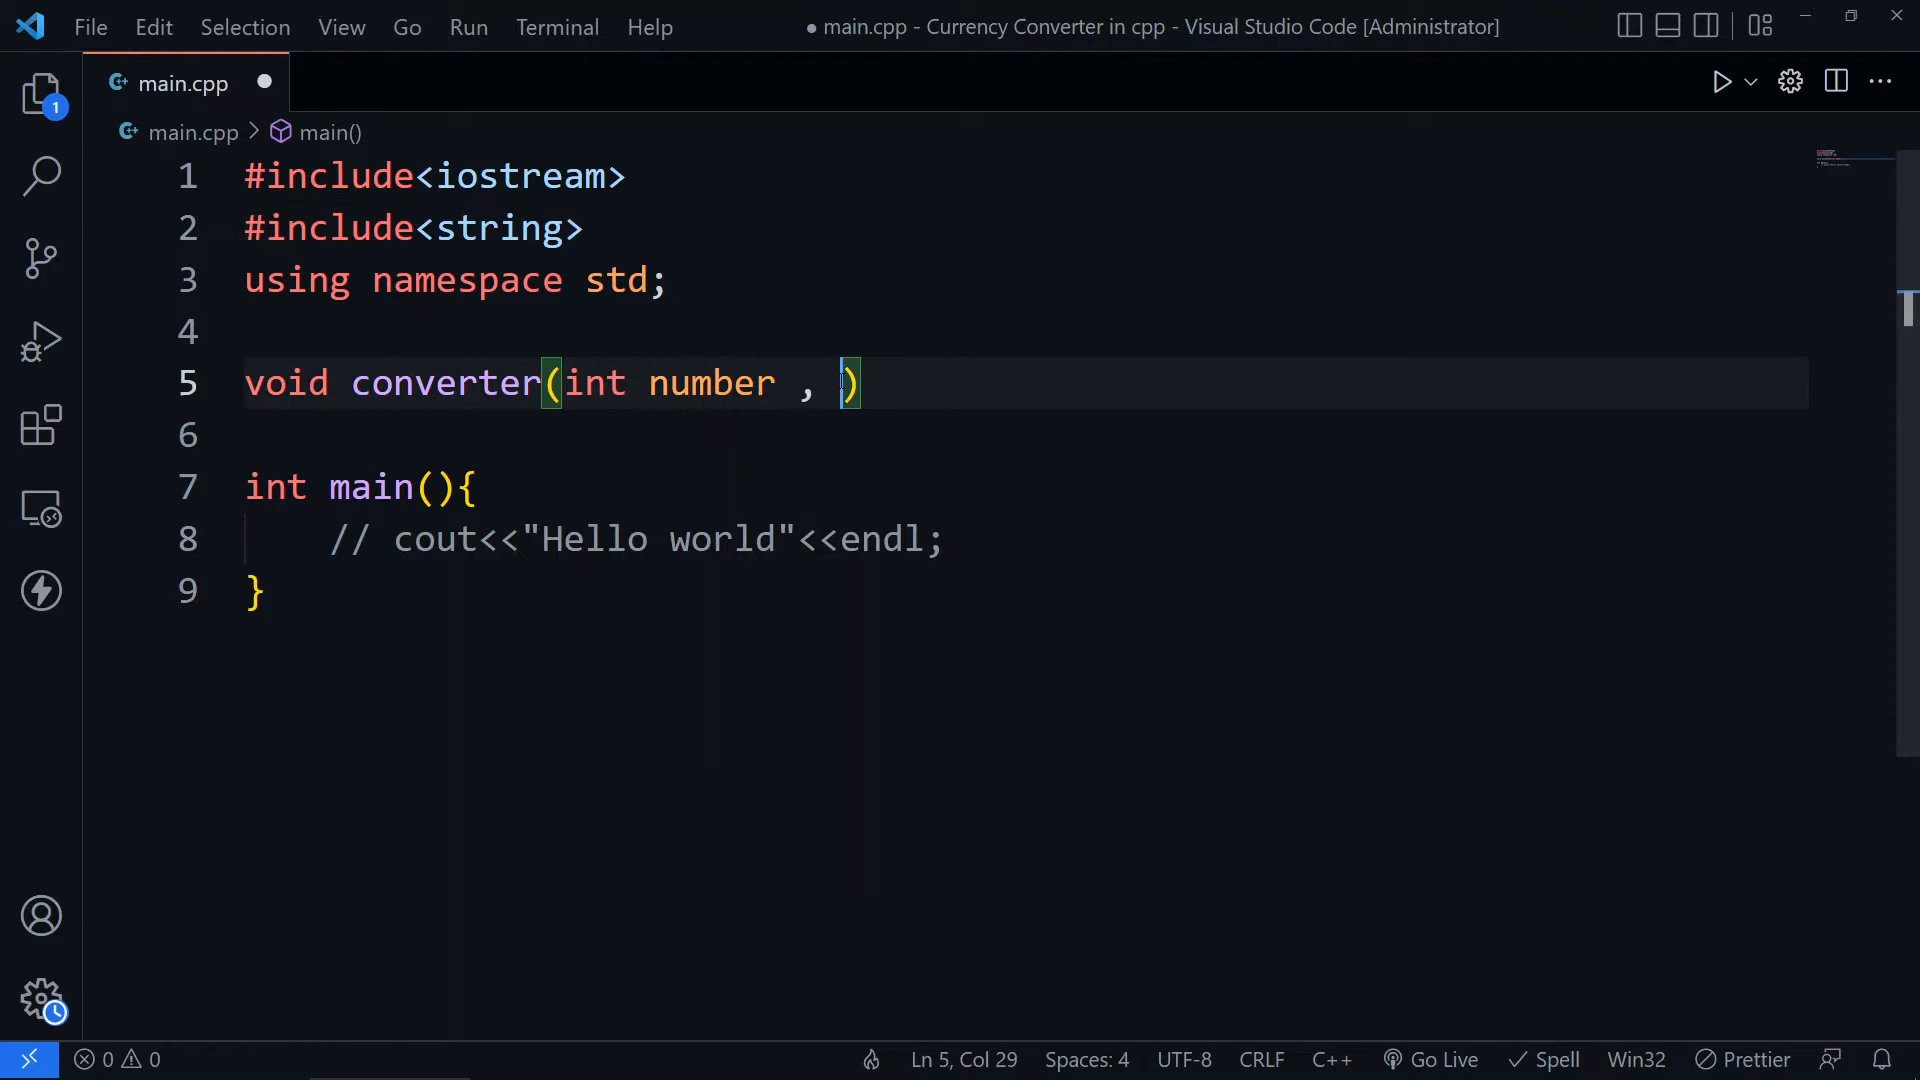 File Edit Selection View Go Run Terminal Help ● main.cpp - Currency Converter in cpp - Visual Studio Code [Administrator]
main.cpp ●
1
main.cpp > main()
1 #include<iostream>
2 #include<string>
3 using namespace std;
4
5 void converter(int number , )
6
7 int main(){
8 // cout<<"Hello world"<<endl;
9 }
0 0 Ln 5, Col 29 Spaces: 4 UTF-8 CRLF C++ Go Live Spell Win32 Prettier